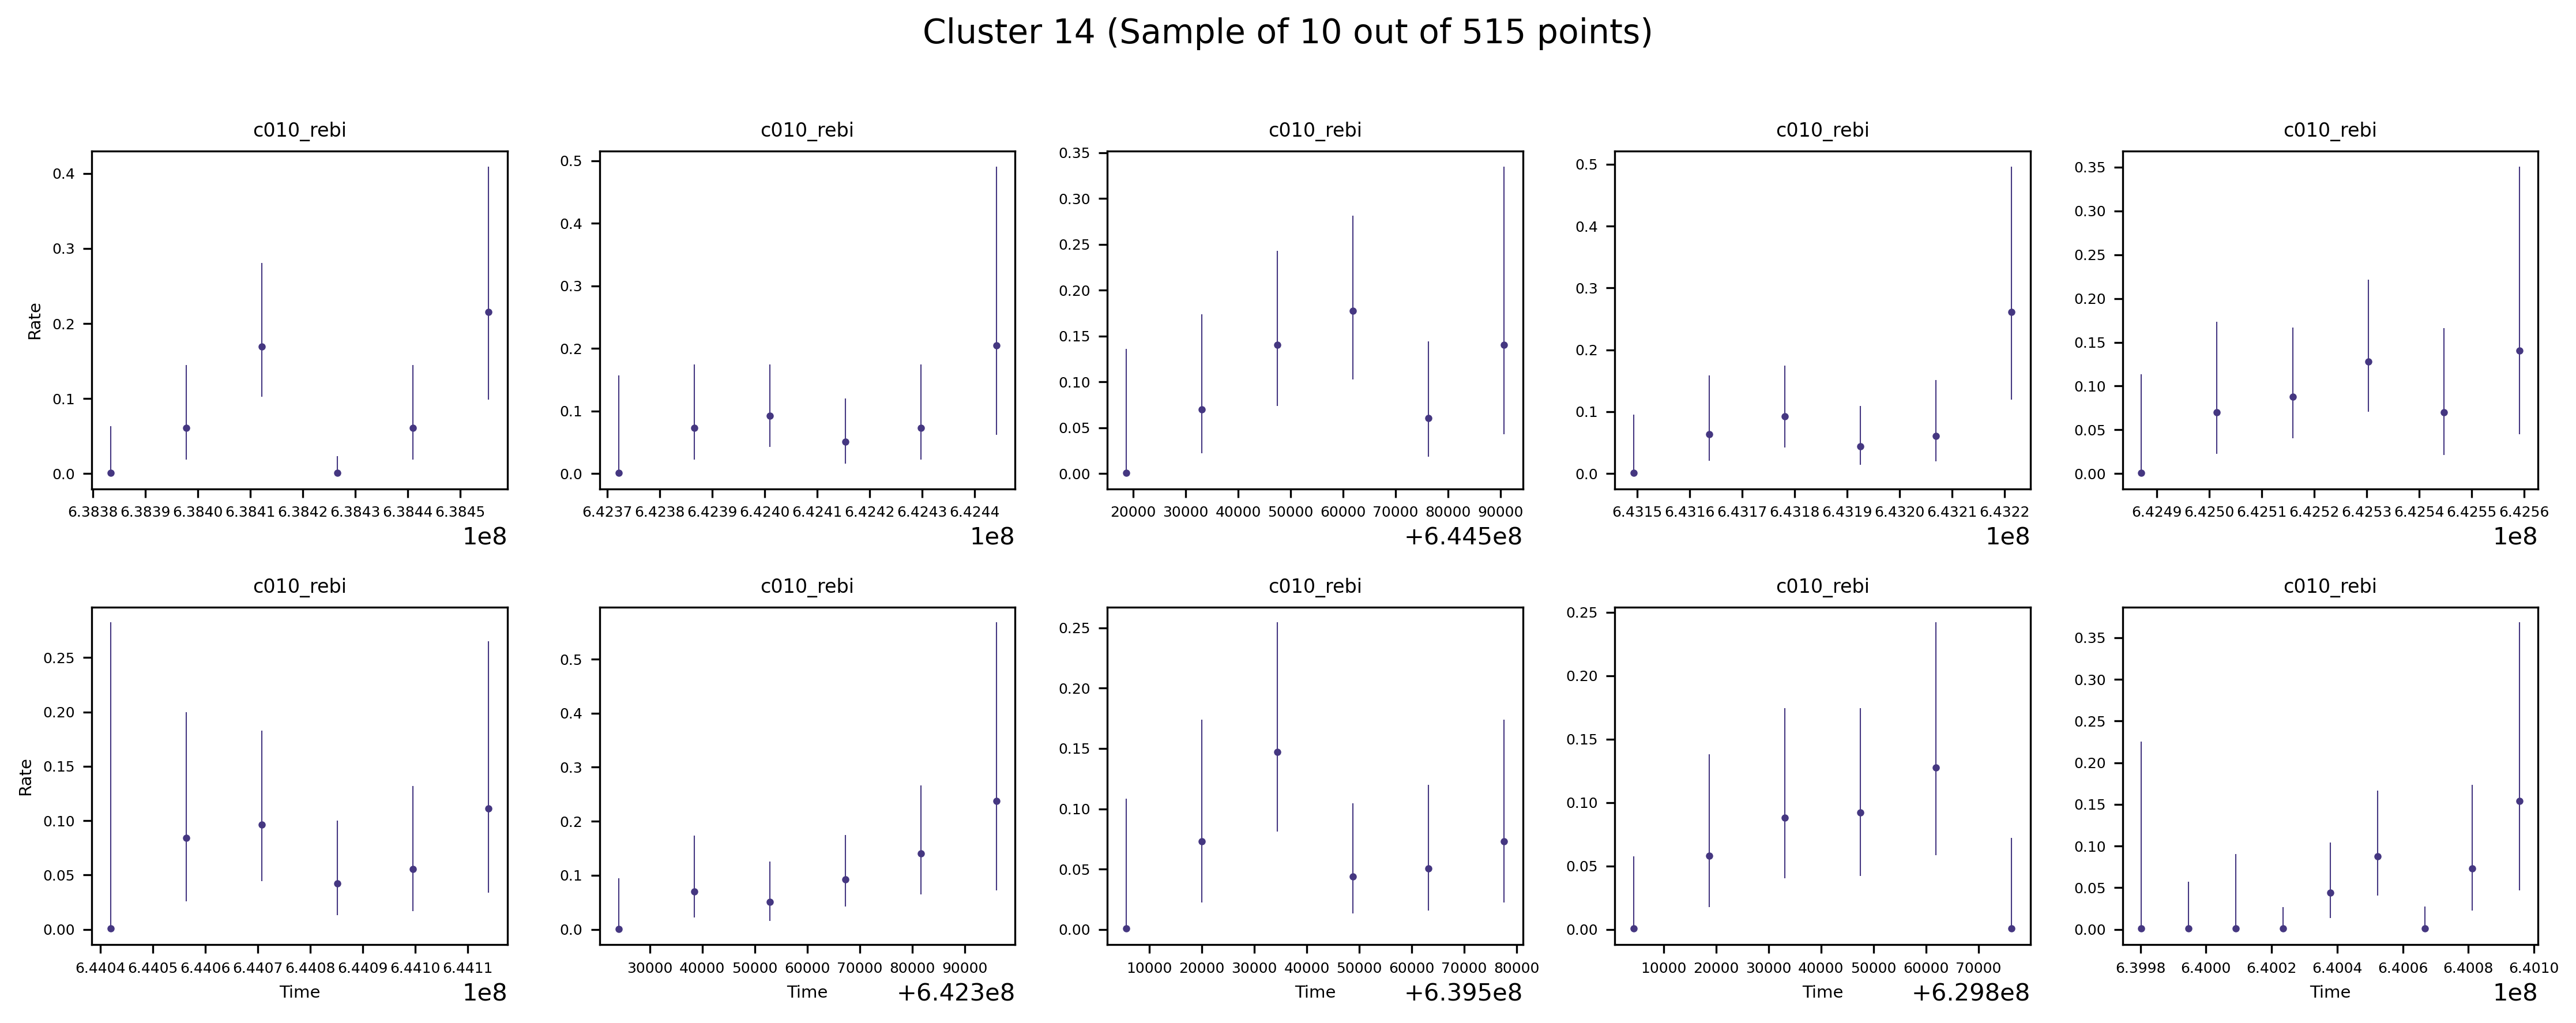 Cluster 14 (Sample of 10 out of 515 points)
c010_rebi c010_rebi c010_rebi c010_rebi c010_rebi
Rate
0.4
0.3
0.2
0.1
0.0
6.3838 6.3839 6.3840 6.3841 6.3842 6.3843 6.3844 6.3845
1e8
0.5
0.4
0.3
0.2
0.1
0.0
6.4237 6.4238 6.4239 6.4240 6.4241 6.4242 6.4243 6.4244
1e8
0.35
0.30
0.25
0.20
0.15
0.10
0.05
0.00
20000 30000 40000 50000 60000 70000 80000 90000
+6.445e8
0.5
0.4
0.3
0.2
0.1
0.0
6.4315 6.4316 6.4317 6.4318 6.4319 6.4320 6.4321 6.4322
1e8
0.35
0.30
0.25
0.20
0.15
0.10
0.05
0.00
6.4249 6.4250 6.4251 6.4252 6.4253 6.4254 6.4255 6.4256
1e8
c010_rebi c010_rebi c010_rebi c010_rebi c010_rebi
Rate
0.25
0.20
0.15
0.10
0.05
0.00
6.4404 6.4405 6.4406 6.4407 6.4408 6.4409 6.4410 6.4411
Time 1e8
0.5
0.4
0.3
0.2
0.1
0.0
30000 40000 50000 60000 70000 80000 90000
Time +6.423e8
0.25
0.20
0.15
0.10
0.05
0.00
10000 20000 30000 40000 50000 60000 70000 80000
Time +6.395e8
0.25
0.20
0.15
0.10
0.05
0.00
10000 20000 30000 40000 50000 60000 70000
Time +6.298e8
0.35
0.30
0.25
0.20
0.15
0.10
0.05
0.00
6.3998 6.4000 6.4002 6.4004 6.4006 6.4008 6.4010
Time 1e8